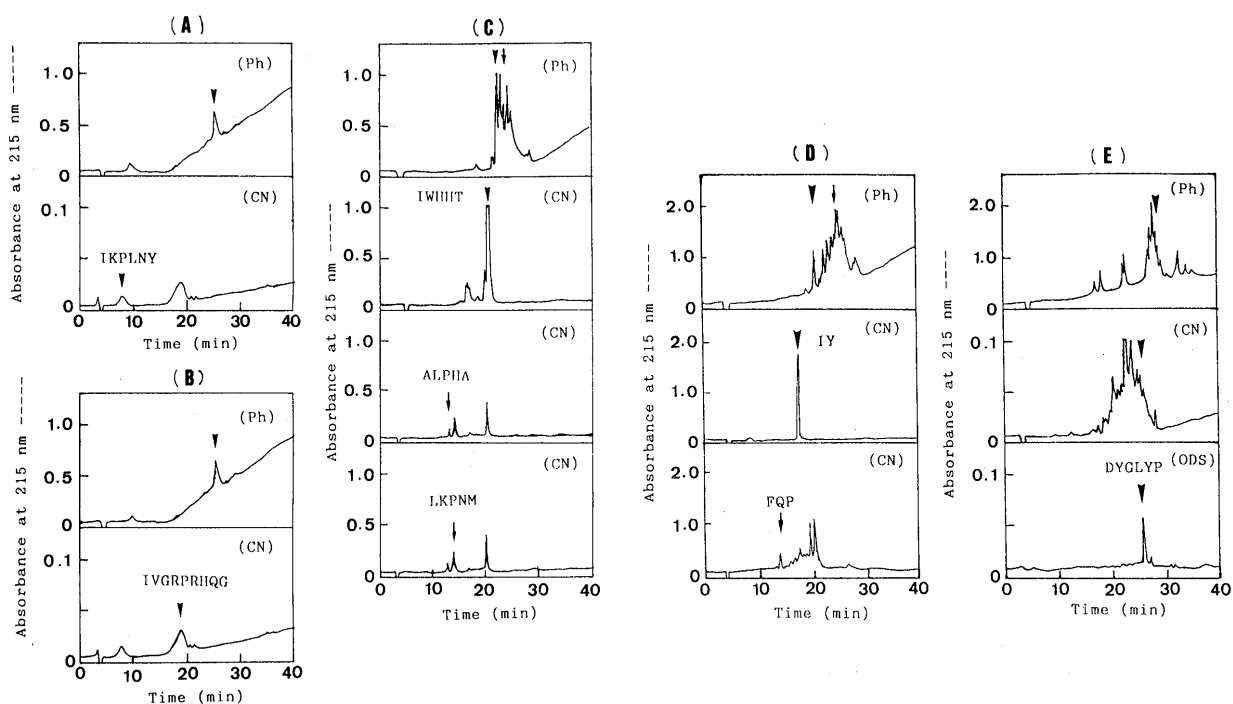 (A)
Absorbance at 215 nm -----
1.0
(Ph)
0.5
0
0.1
(CN)
IKPLNY
0
0 10 20 30 40
Time (min)
(B)
Absorbance at 215 nm -----
1.0
(Ph)
0.5
0
0.1
(CN)
IVGRPRHQG
0
0 10 20 30 40
Time (min)
(C)
Absorbance at 215 nm -----
1.0
(Ph)
0.5
0
IWHHT
(CN)
1.0
0.5
0
(CN)
1.0
ALPHA
0.5
0
(CN)
1.0
LKPNM
0.5
0
0 10 20 30 40
Time (min)
(D)
Absorbance at 215 nm -----
2.0
(Ph)
1.0
0
(CN)
2.0
IY
1.0
0
(CN)
2.0
FQP
1.0
0
0 10 20 30 40
Time (min)
(E)
Absorbance at 215 nm -----
(Ph)
2.0
1.0
0
0.1
(CN)
0
DYGLYP (ODS)
0.1
0
0 10 20 30 40
Time (min)